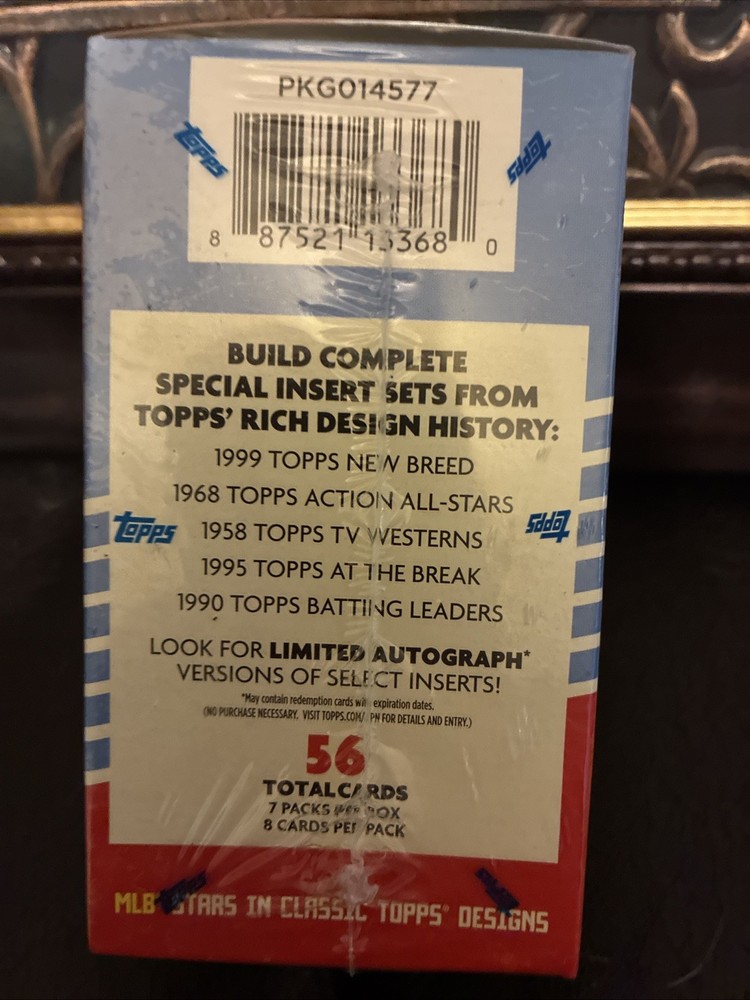 PKG014577
Topps
Topps
8 87521 13368 0
BUILD COMPLETE
SPECIAL INSERT SETS FROM
TOPPS' RICH DESIGN HISTORY:
1999 TOPPS NEW BREED
1968 TOPPS ACTION ALL-STARS
Topps
1958 TOPPS TV WESTERNS
Topps
1995 TOPPS AT THE BREAK
1990 TOPPS BATTING LEADERS
LOOK FOR LIMITED AUTOGRAPH*
VERSIONS OF SELECT INSERTS!
*May contain redemption cards with expiration dates.
(NO PURCHASE NECESSARY. VISIT TOPPS.COM/ PN FOR DETAILS AND ENTRY.)
56
TOTAL CARDS
7 PACKS PER BOX
8 CARDS PER PACK
MLB STARS IN CLASSIC TOPPS® DESIGNS